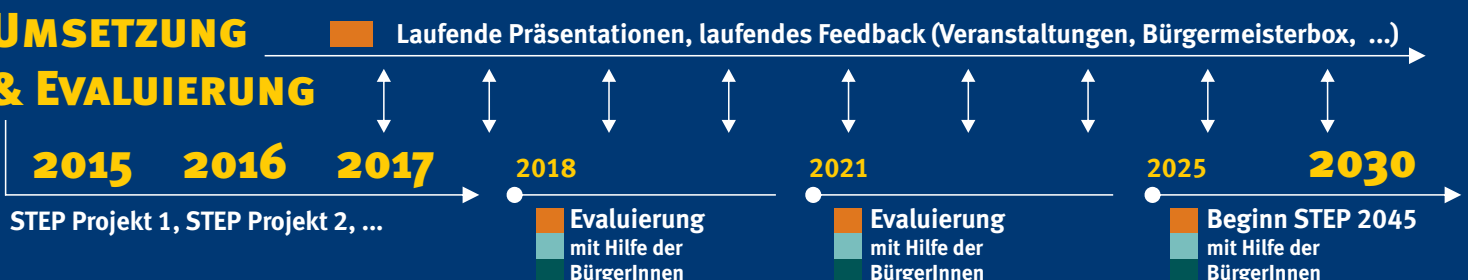 UMSETZUNG
& EVALUIERUNG
Laufende Präsentationen, laufendes Feedback (Veranstaltungen, Bürgermeisterbox, ...)
2015 2016 2017 2018 2021 2025 2030
STEP Projekt 1, STEP Projekt 2, ...
Evaluierung
mit Hilfe der
BürgerInnen
Evaluierung
mit Hilfe der
BürgerInnen
Beginn STEP 2045
mit Hilfe der
BürgerInnen